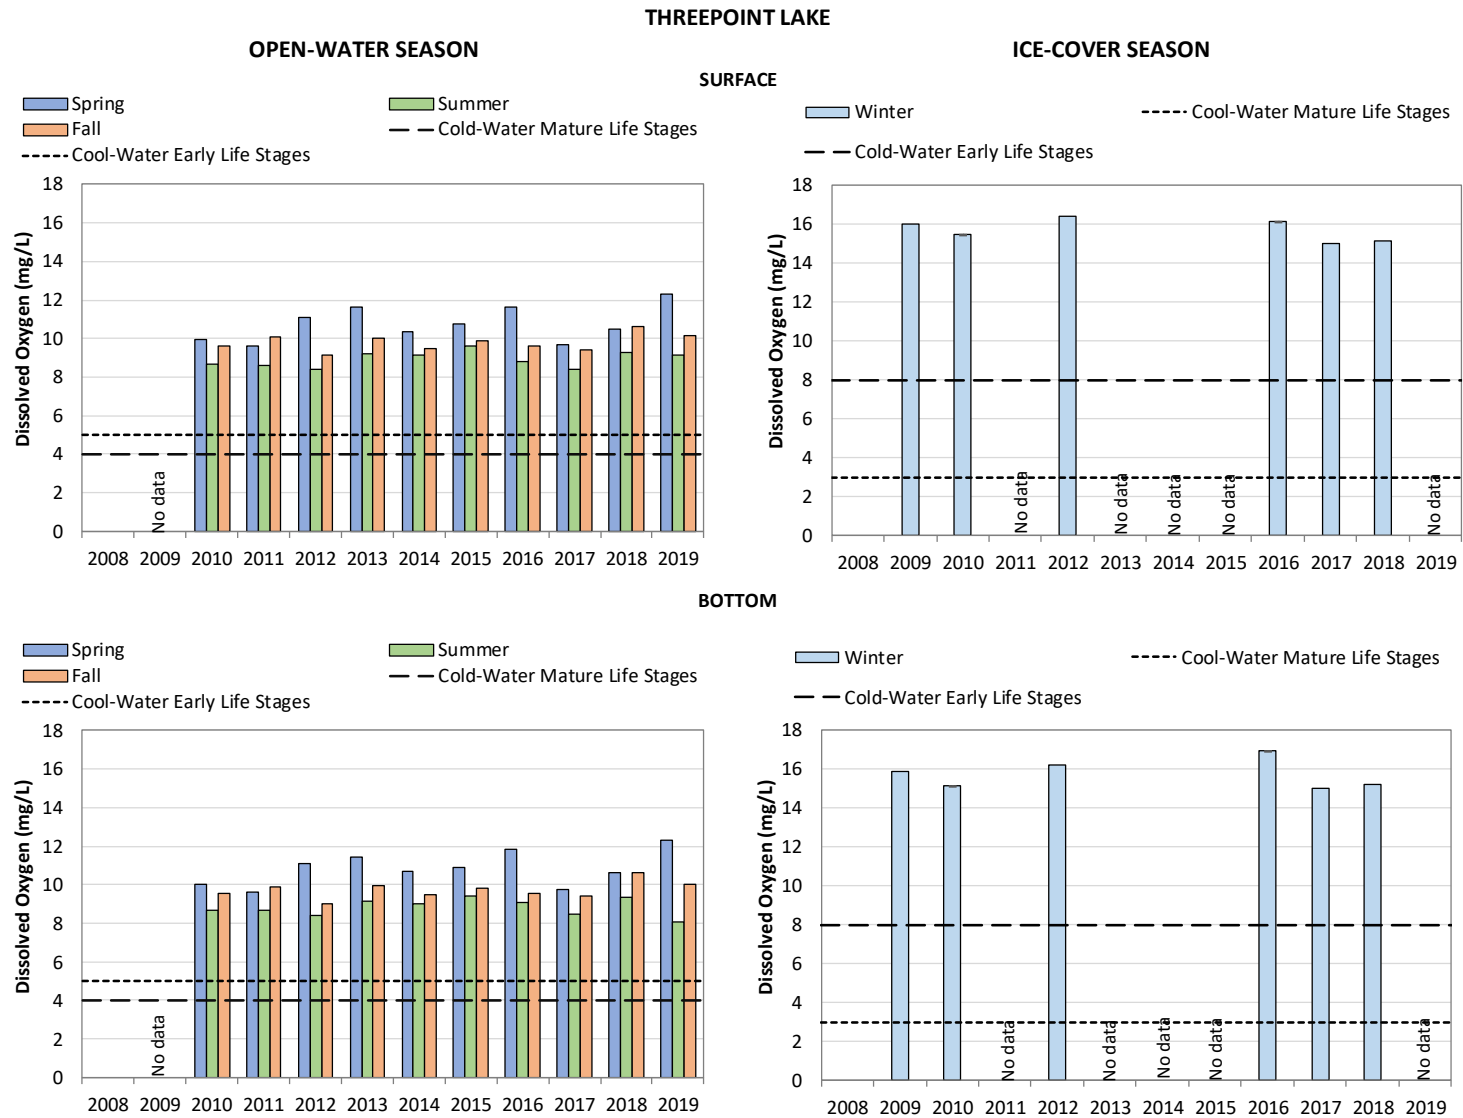 THREEPOINT LAKE
OPEN-WATER SEASON
ICE-COVER SEASON
SURFACE
Spring
Summer
Fall
Cold-Water Mature Life Stages
Cool-Water Early Life Stages
Dissolved Oxygen (mg/L)
18
16
14
12
10
8
6
4
2
0
No data
2008 2009 2010 2011 2012 2013 2014 2015 2016 2017 2018 2019
Winter
Cool-Water Mature Life Stages
Cold-Water Early Life Stages
Dissolved Oxygen (mg/L)
18
16
14
12
10
8
6
4
2
0
No data
No data
No data
No data
No data
2008 2009 2010 2011 2012 2013 2014 2015 2016 2017 2018 2019
BOTTOM
Spring
Summer
Fall
Cold-Water Mature Life Stages
Cool-Water Early Life Stages
Dissolved Oxygen (mg/L)
18
16
14
12
10
8
6
4
2
0
No data
2008 2009 2010 2011 2012 2013 2014 2015 2016 2017 2018 2019
Winter
Cool-Water Mature Life Stages
Cold-Water Early Life Stages
Dissolved Oxygen (mg/L)
18
16
14
12
10
8
6
4
2
0
No data
No data
No data
No data
No data
2008 2009 2010 2011 2012 2013 2014 2015 2016 2017 2018 2019